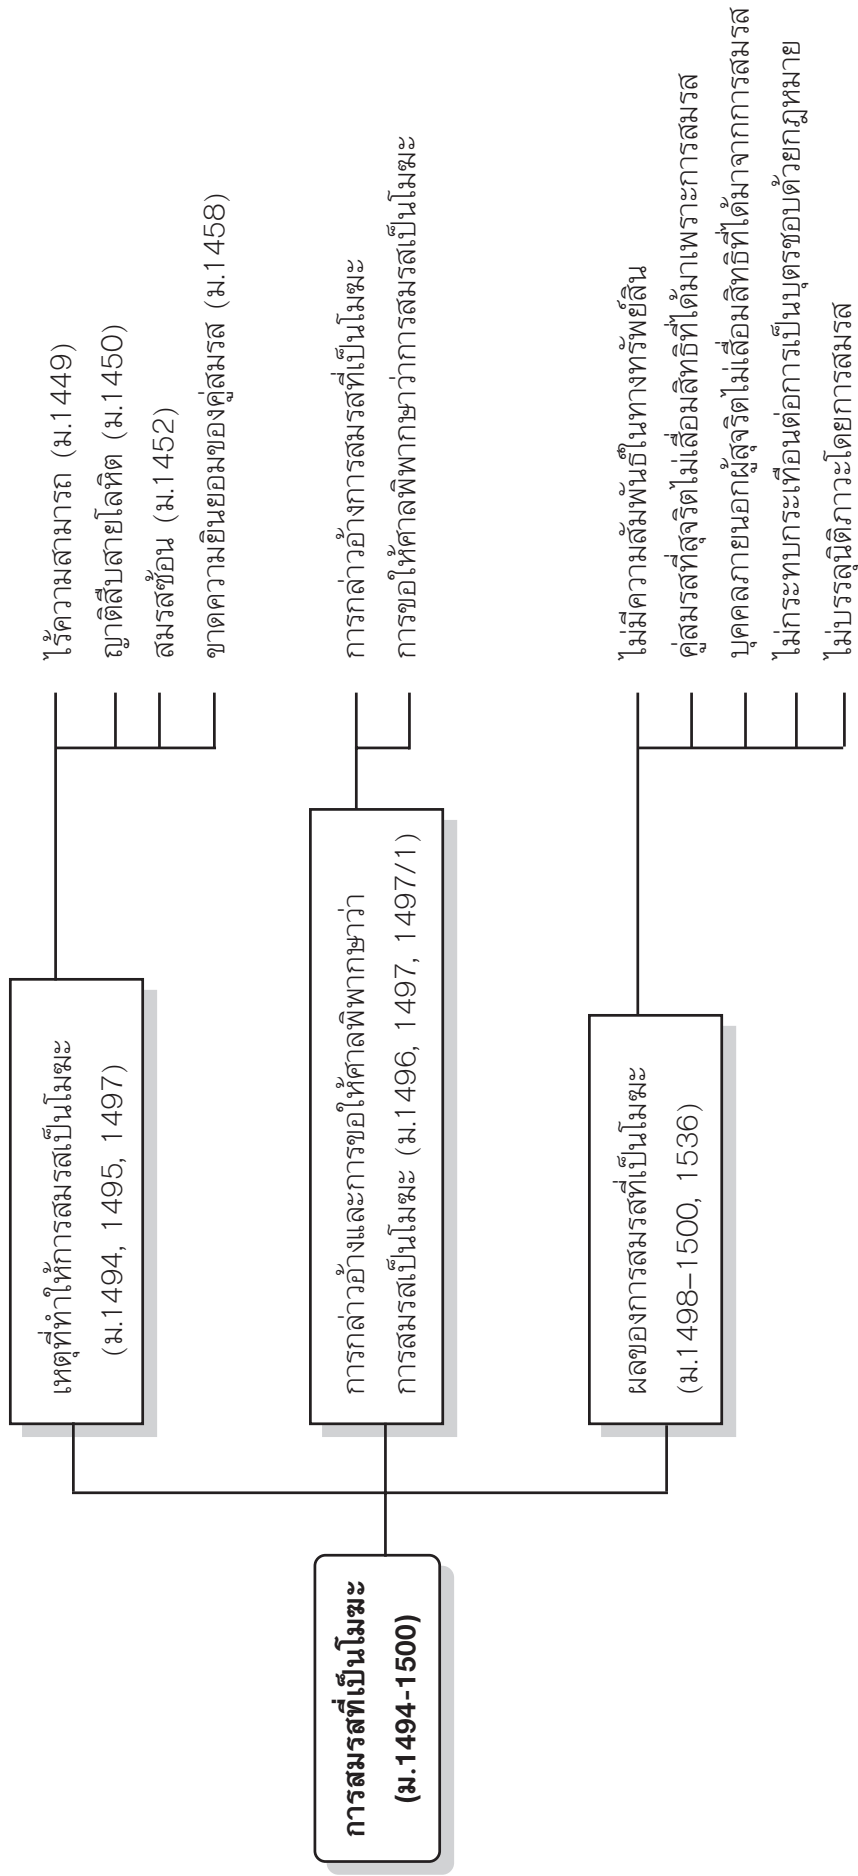 การสมรสที่เป็นโมฆะ
(ม.1494-1500)
เหตุที่ทำให้การสมรสเป็นโมฆะ
(ม.1494, 1495, 1497)
ไร้ความสามารถ (ม.1449)
ญาติสืบสายโลหิต (ม.1450)
สมรสซ้อน (ม.1452)
ขาดความยินยอมของคู่สมรส (ม.1458)
การกล่าวอ้างและการขอให้ศาลพิพากษาว่า
การสมรสเป็นโมฆะ (ม.1496, 1497, 1497/1)
การกล่าวอ้างการสมรสที่เป็นโมฆะ
การขอให้ศาลพิพากษาว่าการสมรสเป็นโมฆะ
ผลของการสมรสที่เป็นโมฆะ
(ม.1498–1500, 1536)
ไม่มีความสัมพันธ์ในทางทรัพย์สิน
คู่สมรสที่สุจริตไม่เสื่อมสิทธิที่ได้มาเพราะการสมรส
บุคคลภายนอกผู้สุจริตไม่เสื่อมสิทธิที่ได้มาจากการสมรส
ไม่กระทบกระเทือนต่อการเป็นบุตรชอบด้วยกฎหมาย
ไม่บรรลุนิติภาวะโดยการสมรส